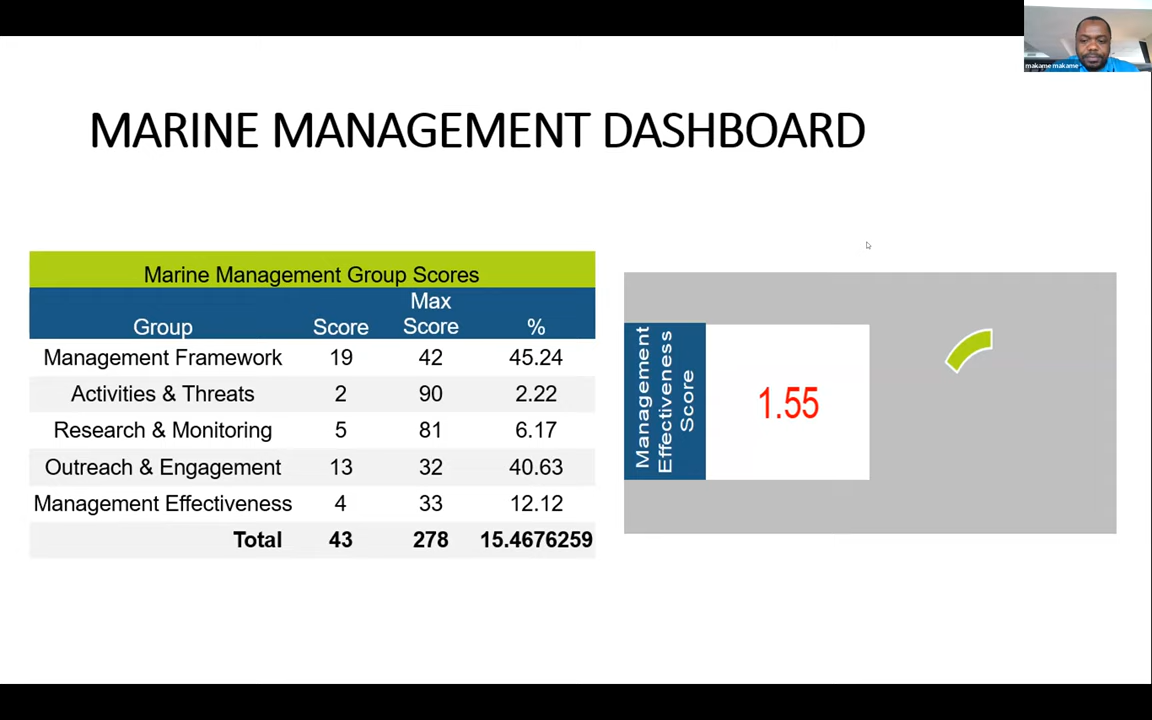 makame makame
MARINE MANAGEMENT DASHBOARD
Marine Management Group Scores
Group Score Max Score %
Management Framework 19 42 45.24
Activities & Threats 2 90 2.22
Research & Monitoring 5 81 6.17
Outreach & Engagement 13 32 40.63
Management Effectiveness 4 33 12.12
Total 43 278 15.4676259
Management
Effectiveness
Score
1.55